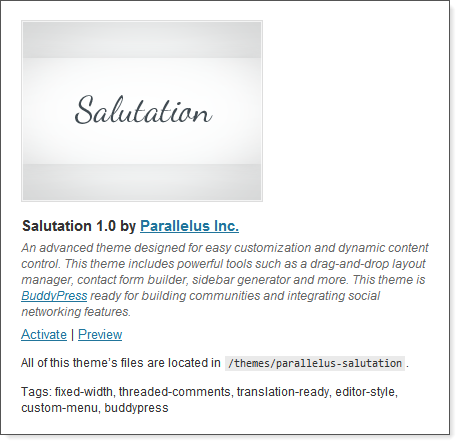 Salutation
Salutation 1.0 by Parallelus Inc.
An advanced theme designed for easy customization and dynamic content
control. This theme includes powerful tools such as a drag-and-drop layout
manager, contact form builder, sidebar generator and more. This theme is
BuddyPress ready for building communities and integrating social
networking features.
Activate | Preview
All of this theme's files are located in /themes/parallelus-salutation.
Tags: fixed-width, threaded-comments, translation-ready, editor-style,
custom-menu, buddypress